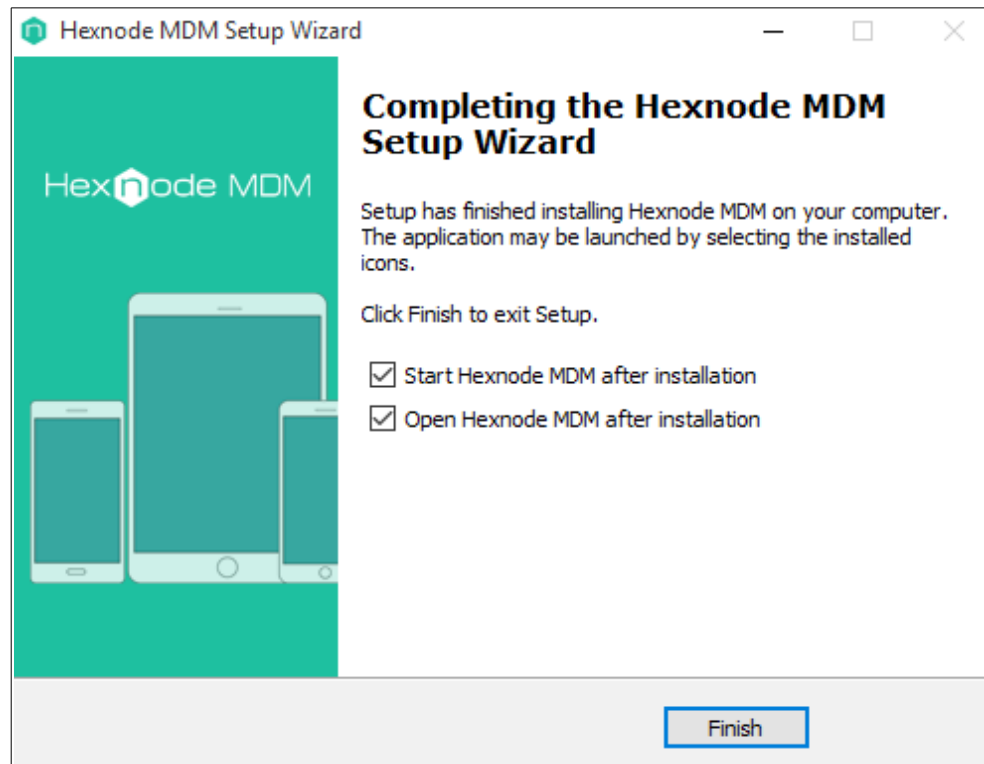 Hexnode MDM Setup Wizard
Hexnode MDM
Completing the Hexnode MDM
Setup Wizard
Setup has finished installing Hexnode MDM on your computer.
The application may be launched by selecting the installed
icons.
Click Finish to exit Setup.
Start Hexnode MDM after installation
Open Hexnode MDM after installation
Finish